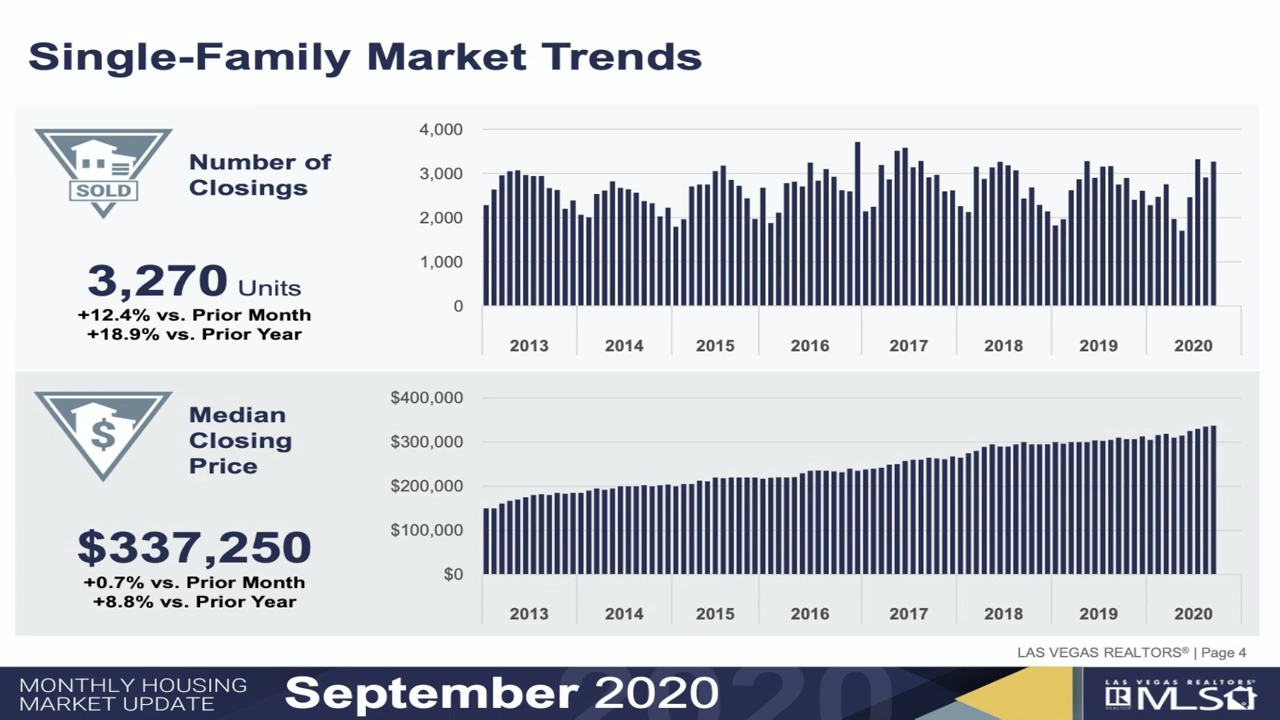 Single-Family Market Trends
SOLD
Number of
Closings
3,270 Units
+12.4% vs. Prior Month
+18.9% vs. Prior Year
4,000
3,000
2,000
1,000
0
2013 2014 2015 2016 2017 2018 2019 2020
$
Median
Closing
Price
$337,250
+0.7% vs. Prior Month
+8.8% vs. Prior Year
$400,000
$300,000
$200,000
$100,000
$0
2013 2014 2015 2016 2017 2018 2019 2020
LAS VEGAS REALTORS® | Page 4
MONTHLY HOUSING
MARKET UPDATE
September 2020
2020
LAS VEGAS REALTORS®
R MLS
REALTOR